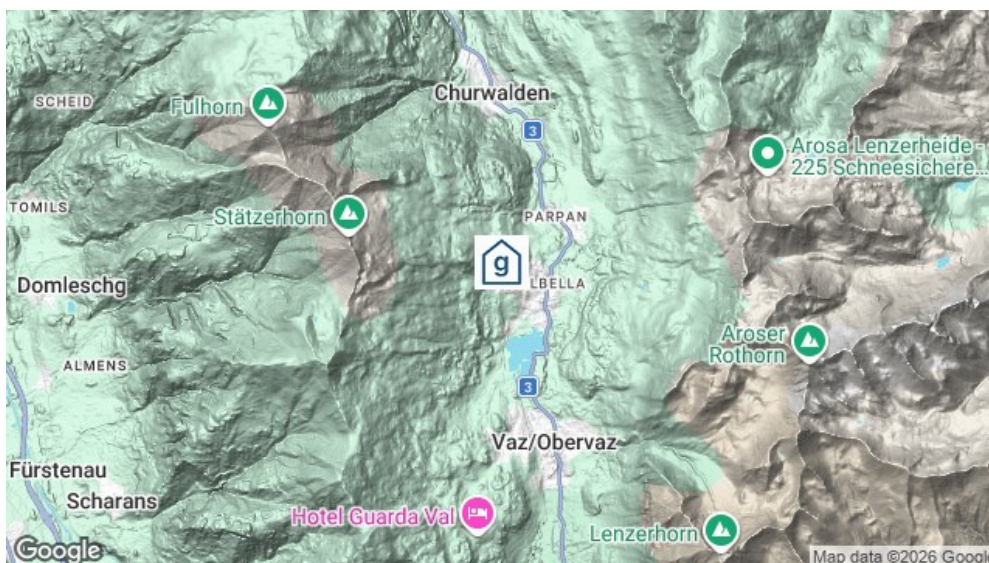 Churwalden
SCHEID
Fulhorn
3
Arosa Lenzerheide -
225 Schneesichere...
TOMILS
Stätzerhorn
PARPAN
g
Domleschg
LBELLA
Aroser
Rothorn
ALMENS
3
Vaz/Obervaz
Fürstenau
Scharans
Hotel Guarda Val
Lenzerhorn
Google
Map data ©2026 Google